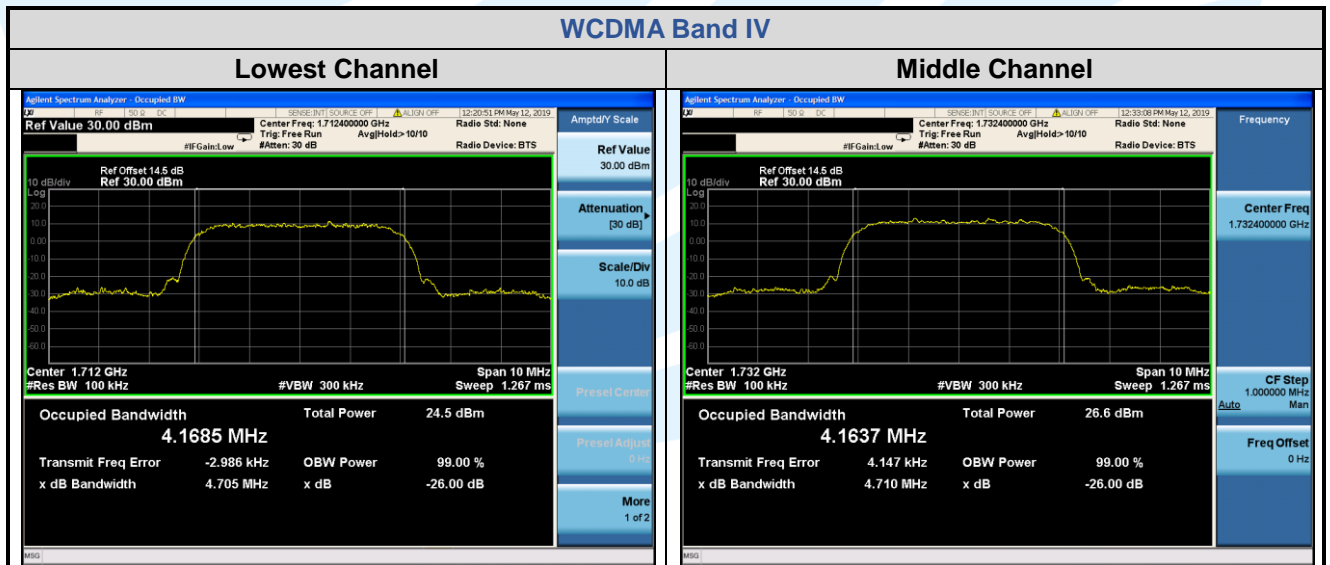 WCDMA Band IV
Lowest Channel
Middle Channel
Agilent Spectrum Analyzer - Occupied BW
LXI RF 50 Ω DC SENSE:INT SOURCE OFF ALIGN OFF 12:20:51 PM May 12, 2019
Ref Value 30.00 dBm
Center Freq: 1.712400000 GHz
Radio Std: None
Trig: Free Run Avg|Hold:> 10/10
#IFGain:Low
#Atten: 30 dB
Radio Device: BTS
Ref Offset 14.5 dB
10 dB/div Ref 30.00 dBm
Log
20.0
10.0
0.00
-10.0
-20.0
-30.0
-40.0
-50.0
-60.0
Center 1.712 GHz Span 10 MHz
#Res BW 100 kHz #VBW 300 kHz Sweep 1.267 ms
Occupied Bandwidth Total Power 24.5 dBm
4.1685 MHz
Transmit Freq Error -2.986 kHz OBW Power 99.00 %
x dB Bandwidth 4.705 MHz x dB -26.00 dB
MSG
Amptd/Y Scale
Ref Value
30.00 dBm
Attenuation
[30 dB]
Scale/Div
10.0 dB
Presel Center
Presel Adjust
0 Hz
More
1 of 2
Agilent Spectrum Analyzer - Occupied BW
LXI RF 50 Ω DC SENSE:INT SOURCE OFF ALIGN OFF 12:33:08 PM May 12, 2019
Center Freq: 1.732400000 GHz
Radio Std: None
Trig: Free Run Avg|Hold:> 10/10
#IFGain:Low
#Atten: 30 dB
Radio Device: BTS
Ref Offset 14.5 dB
10 dB/div Ref 30.00 dBm
Log
20.0
10.0
0.00
-10.0
-20.0
-30.0
-40.0
-50.0
-60.0
Center 1.732 GHz Span 10 MHz
#Res BW 100 kHz #VBW 300 kHz Sweep 1.267 ms
Occupied Bandwidth Total Power 26.6 dBm
4.1637 MHz
Transmit Freq Error 4.147 kHz OBW Power 99.00 %
x dB Bandwidth 4.710 MHz x dB -26.00 dB
MSG
Frequency
Center Freq
1.732400000 GHz
CF Step
1.000000 MHz
Auto Man
Freq Offset
0 Hz